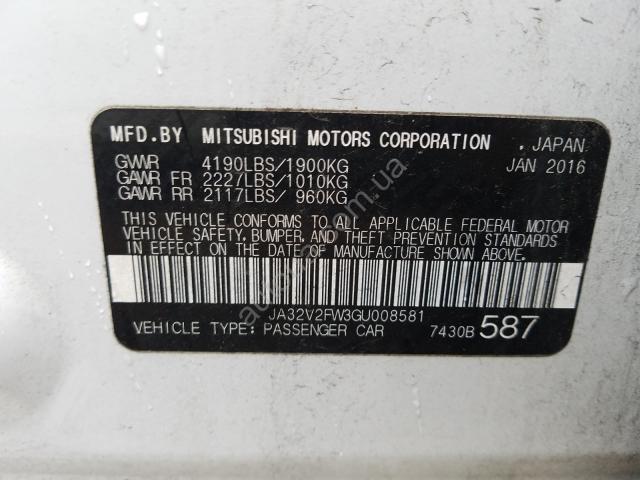 MFD.BY MITSUBISHI MOTORS CORPORATION . JAPAN
JAN 2016
GVWR 4190LBS/1900KG
GAWR FR 2227LBS/1010KG
GAWR RR 2117LBS/ 960KG
THIS VEHICLE CONFORMS TO ALL APPLICABLE FEDERAL MOTOR
VEHICLE SAFETY, BUMPER, AND THEFT PREVENTION STANDARDS
IN EFFECT ON THE DATE OF MANUFACTURE SHOWN ABOVE.
JA32V2FW3GU008581
VEHICLE TYPE: PASSENGER CAR 7430B 587